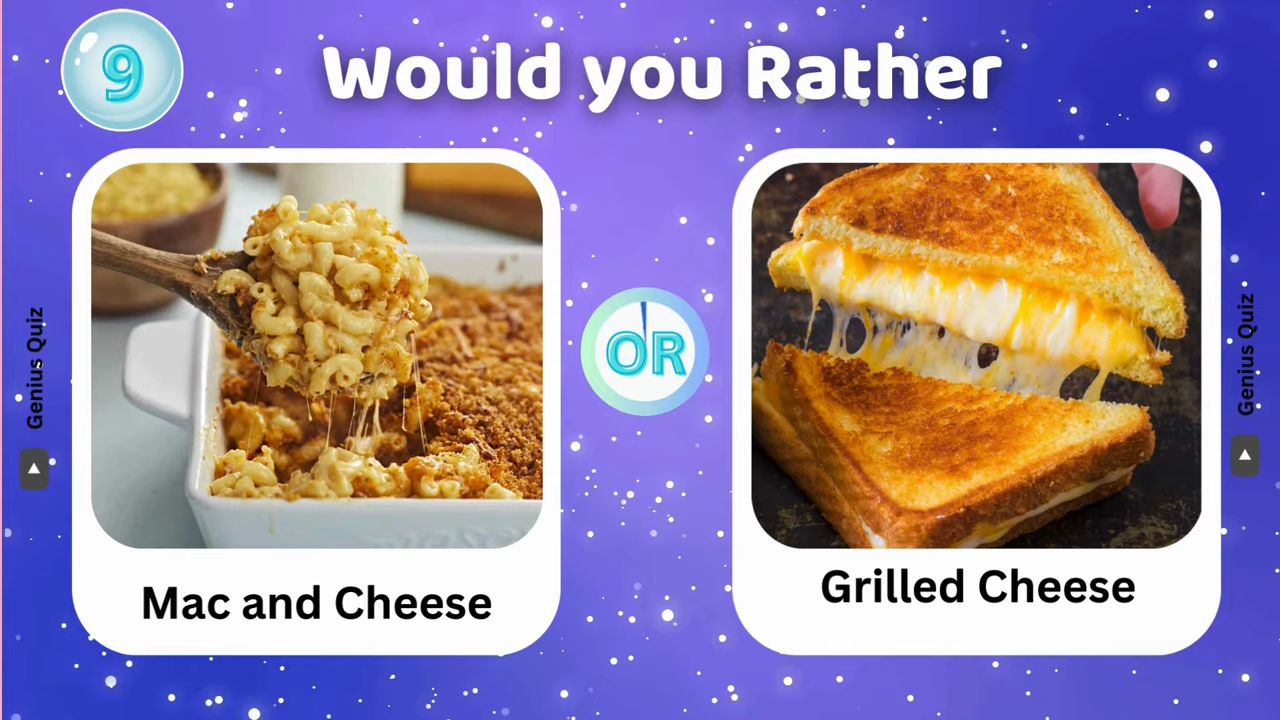 9
Would you Rather
Genius Quiz
Mac and Cheese
OR
Grilled Cheese
Genius Quiz